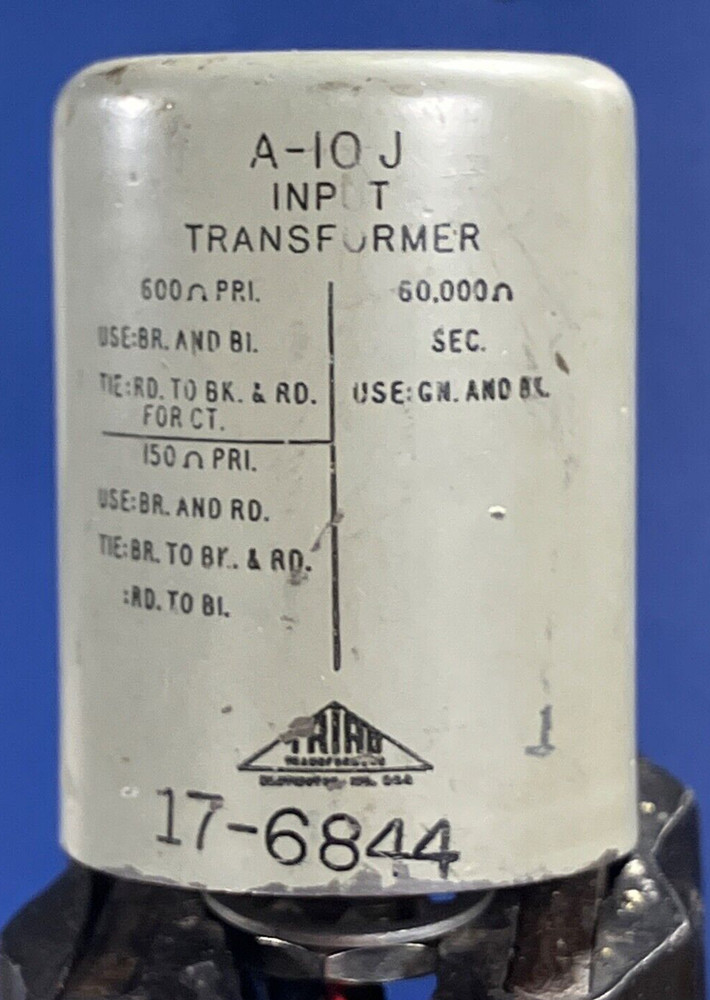 A-10 J
INP T
TRANSFORMER
600Ω PRI.
USE:BR. AND BI.
TIE:RD. TO BK. & RD.
FOR CT.
150Ω PRI.
USE:BR. AND RD.
TIE:BR. TO BK. & RD.
:RD. TO BI.
60,000Ω
SEC.
USE: GN. AND BK.
TRIAD
TRANSFORMERS
17-6844